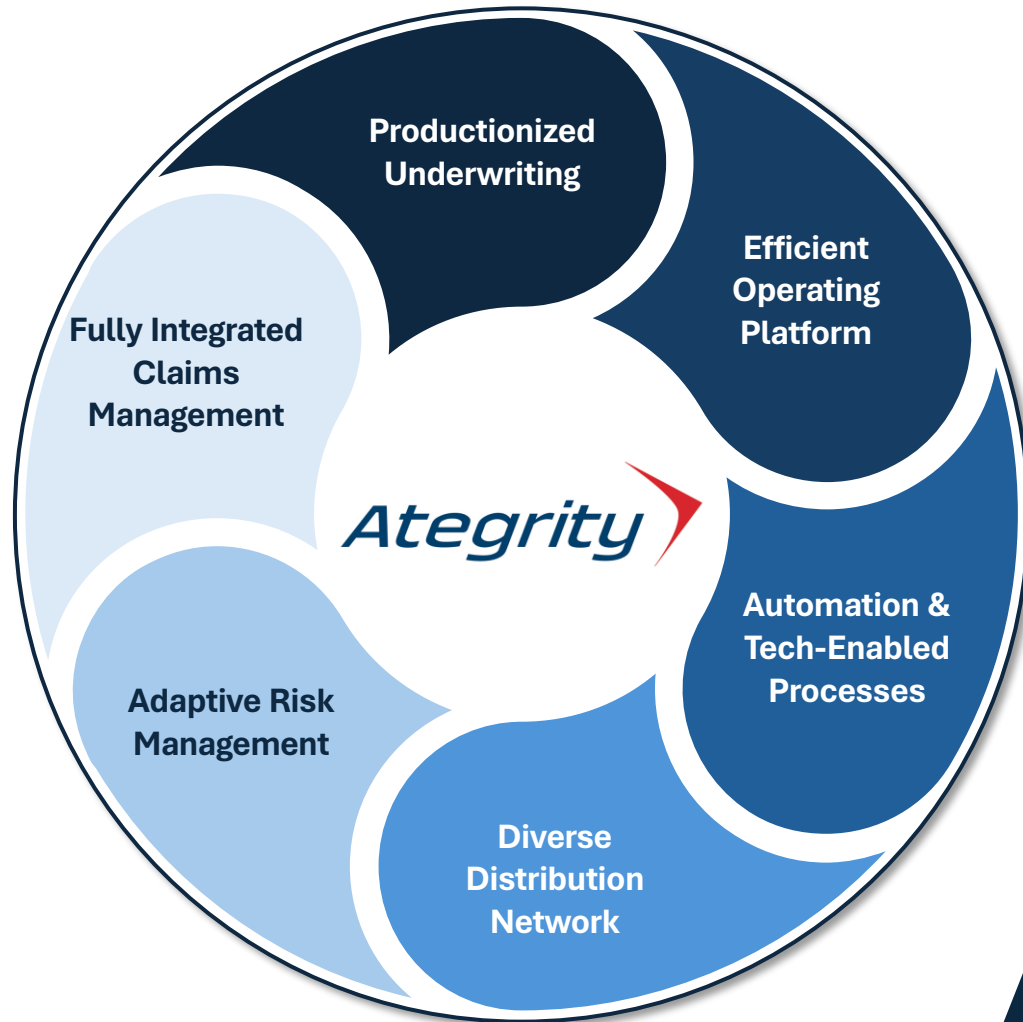 Productionized
Underwriting
Efficient
Operating
Platform
Automation &
Tech-Enabled
Processes
Diverse
Distribution
Network
Adaptive Risk
Management
Fully Integrated
Claims
Management
Ategrity